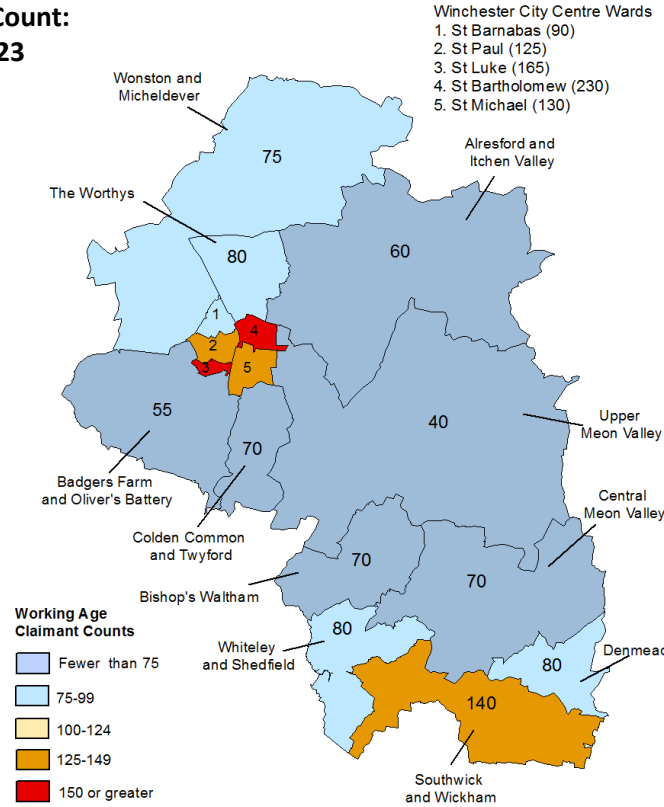 Count:
23
Winchester City Centre Wards
1. St Barnabas (90)
2. St Paul (125)
3. St Luke (165)
4. St Bartholomew (230)
5. St Michael (130)
Wonston and
Micheldever
75
Alresford and
Itchen Valley
The Worthys
80
60
1
4
2
3
5
55
40
Upper
Meon Valley
70
Badgers Farm
and Oliver's Battery
Central
Meon Valley
Colden Common
and Twyford
70
70
Bishop's Waltham
Working Age
Claimant Counts
Fewer than 75
75-99
100-124
125-149
150 or greater
80
Whiteley
and Shedfield
80
Denmead
140
Southwick
and Wickham